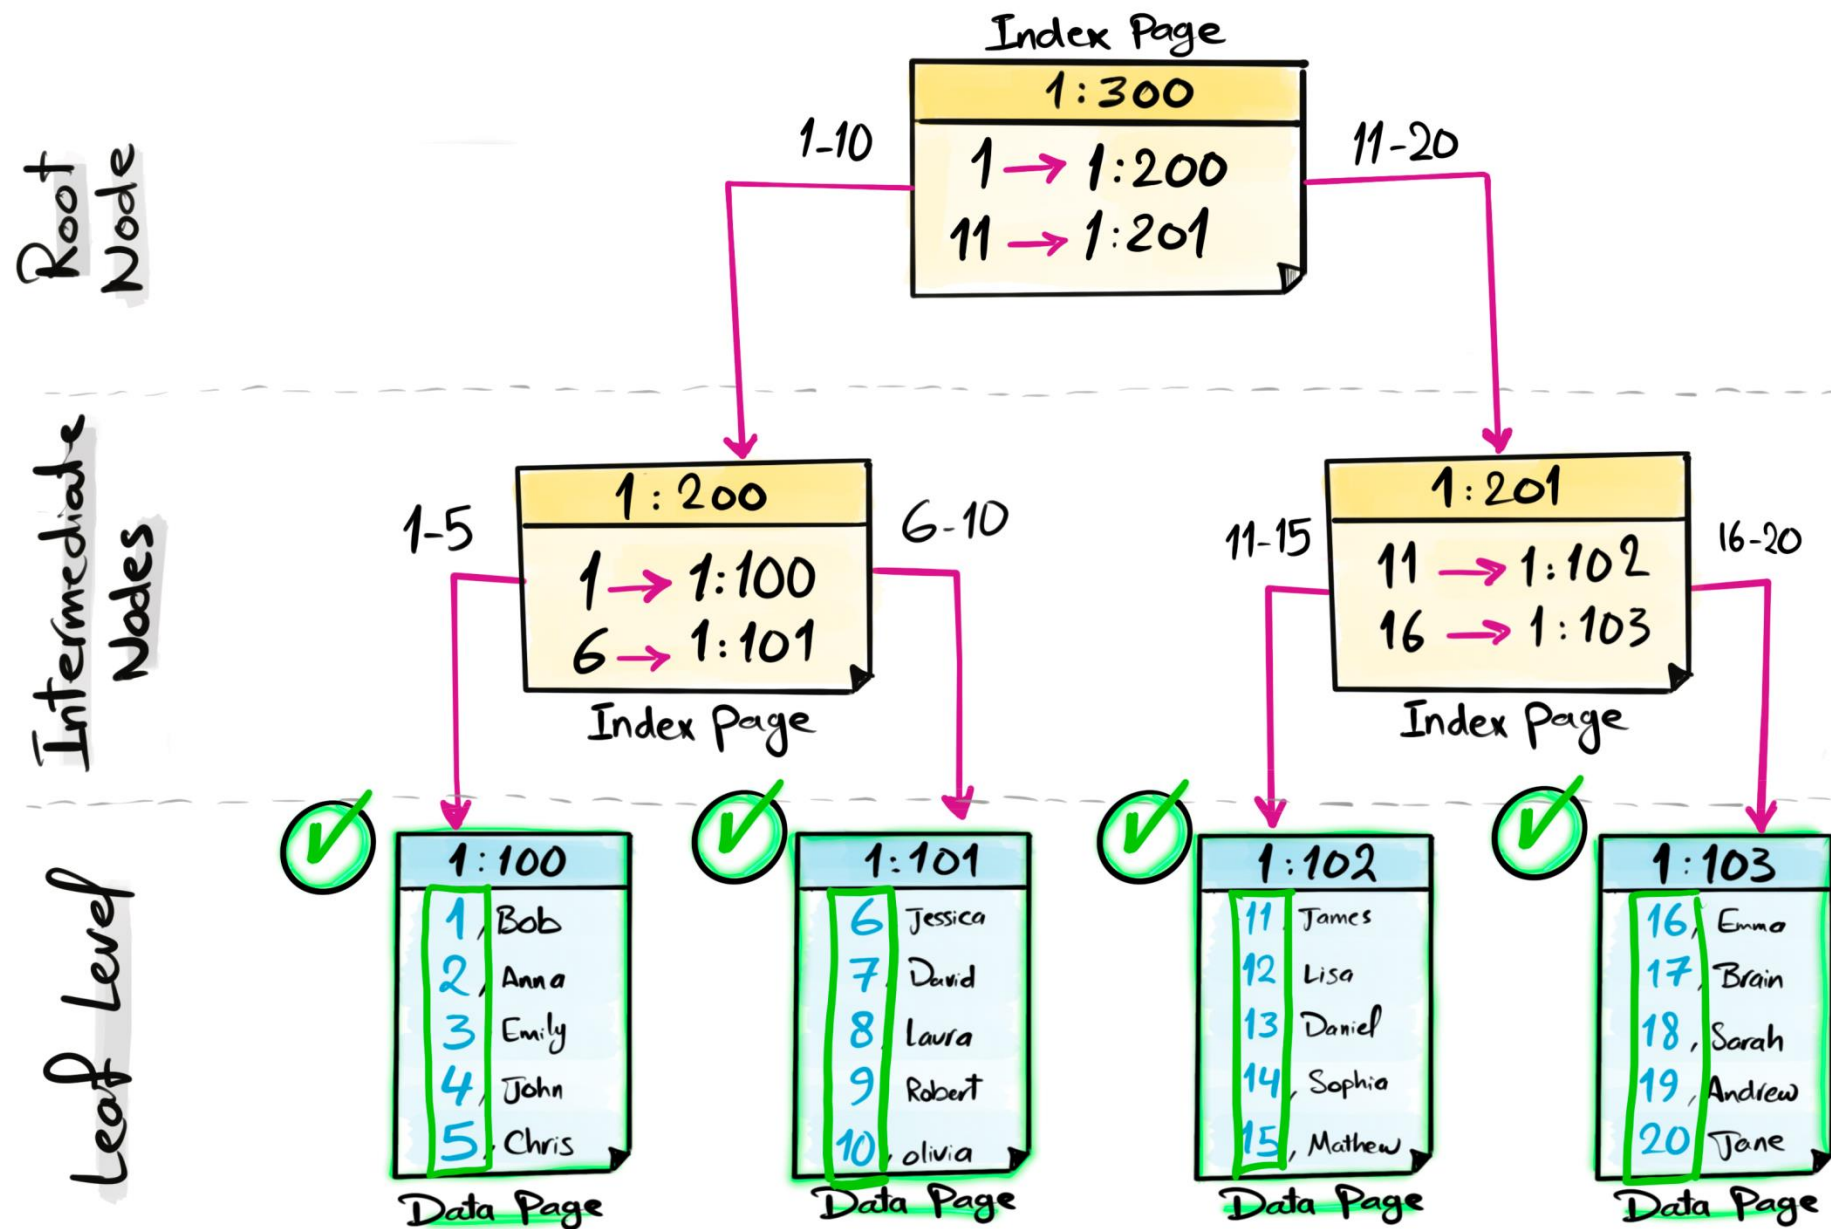 Index Page
1:300
1-10
11-20
1 → 1:200
11 → 1:201
Root
Node
1:200
1-5
6-10
1 → 1:100
6 → 1:101
Index Page
1:201
11-15
16-20
11 → 1:102
16 → 1:103
Index Page
Intermediate
Nodes
Leaf Level
1:100
1, Bob
2, Anna
3 Emily
4, John
5, Chris
Data Page
1:101
6 Jessica
7, David
8, Laura
9 Robert
10, olivia
Data Page
1:102
11 James
12 Lisa
13 Daniel
14, Sophia
15, Mathew
Data Page
1:103
16, Emma
17, Brain
18, Sarah
19, Andrew
20 Jane
Data Page